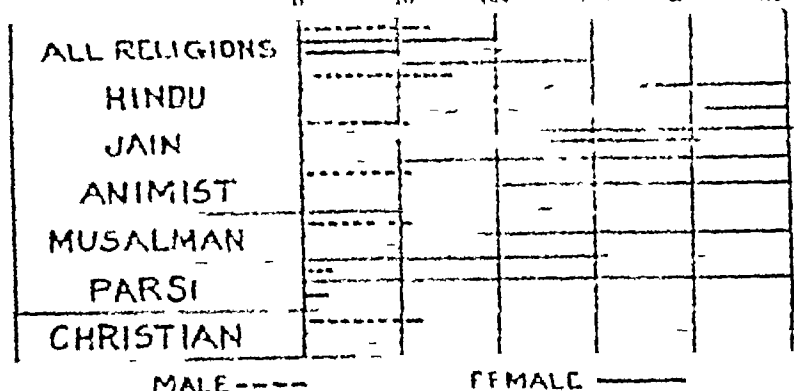 ALL RELIGIONS
HINDU
JAIN
ANIMIST
MUSALMAN
PARSI
CHRISTIAN
MALE FEMALE